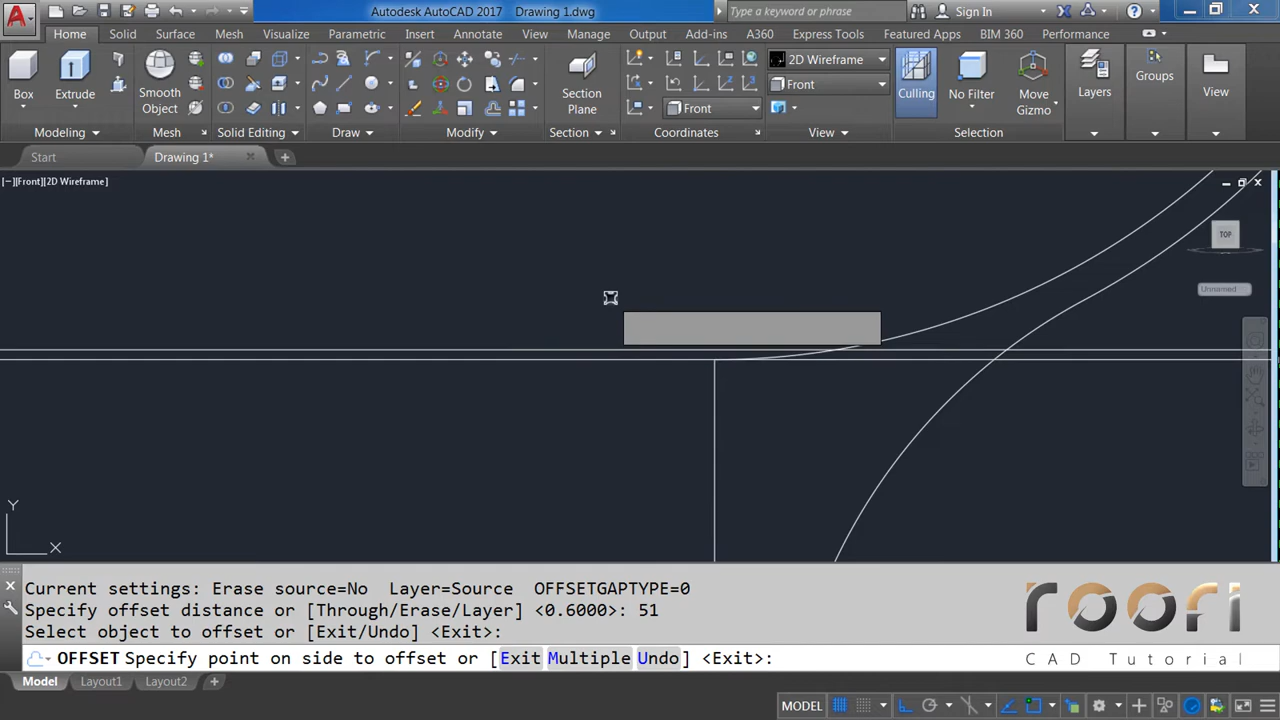 Autodesk AutoCAD 2017 Drawing 1.dwg
Type a keyword or phrase
Sign In
Home Solid Surface Mesh Visualize Parametric Insert Annotate View Manage Output Add-ins A360 Express Tools Featured Apps BIM 360 Performance
Box
Extrude
Smooth
Object
Section
Plane
Front
2D Wireframe
Front
Culling
No Filter
Move
Gizmo
Layers
Groups
View
Modeling Mesh Solid Editing Draw Modify Section Coordinates View Selection
Start Drawing 1*
[−][Front][2D Wireframe]
TOP
Unnamed
Y
X
Current settings: Erase source=No Layer=Source OFFSETGAPTYPE=0
Specify offset distance or [Through/Erase/Layer] <0.6000>: 51
Select object to offset or [Exit/Undo] <Exit>:
OFFSET Specify point on side to offset or [Exit Multiple Undo] <Exit>:
roofi
CAD Tutorial
Model Layout1 Layout2
MODEL